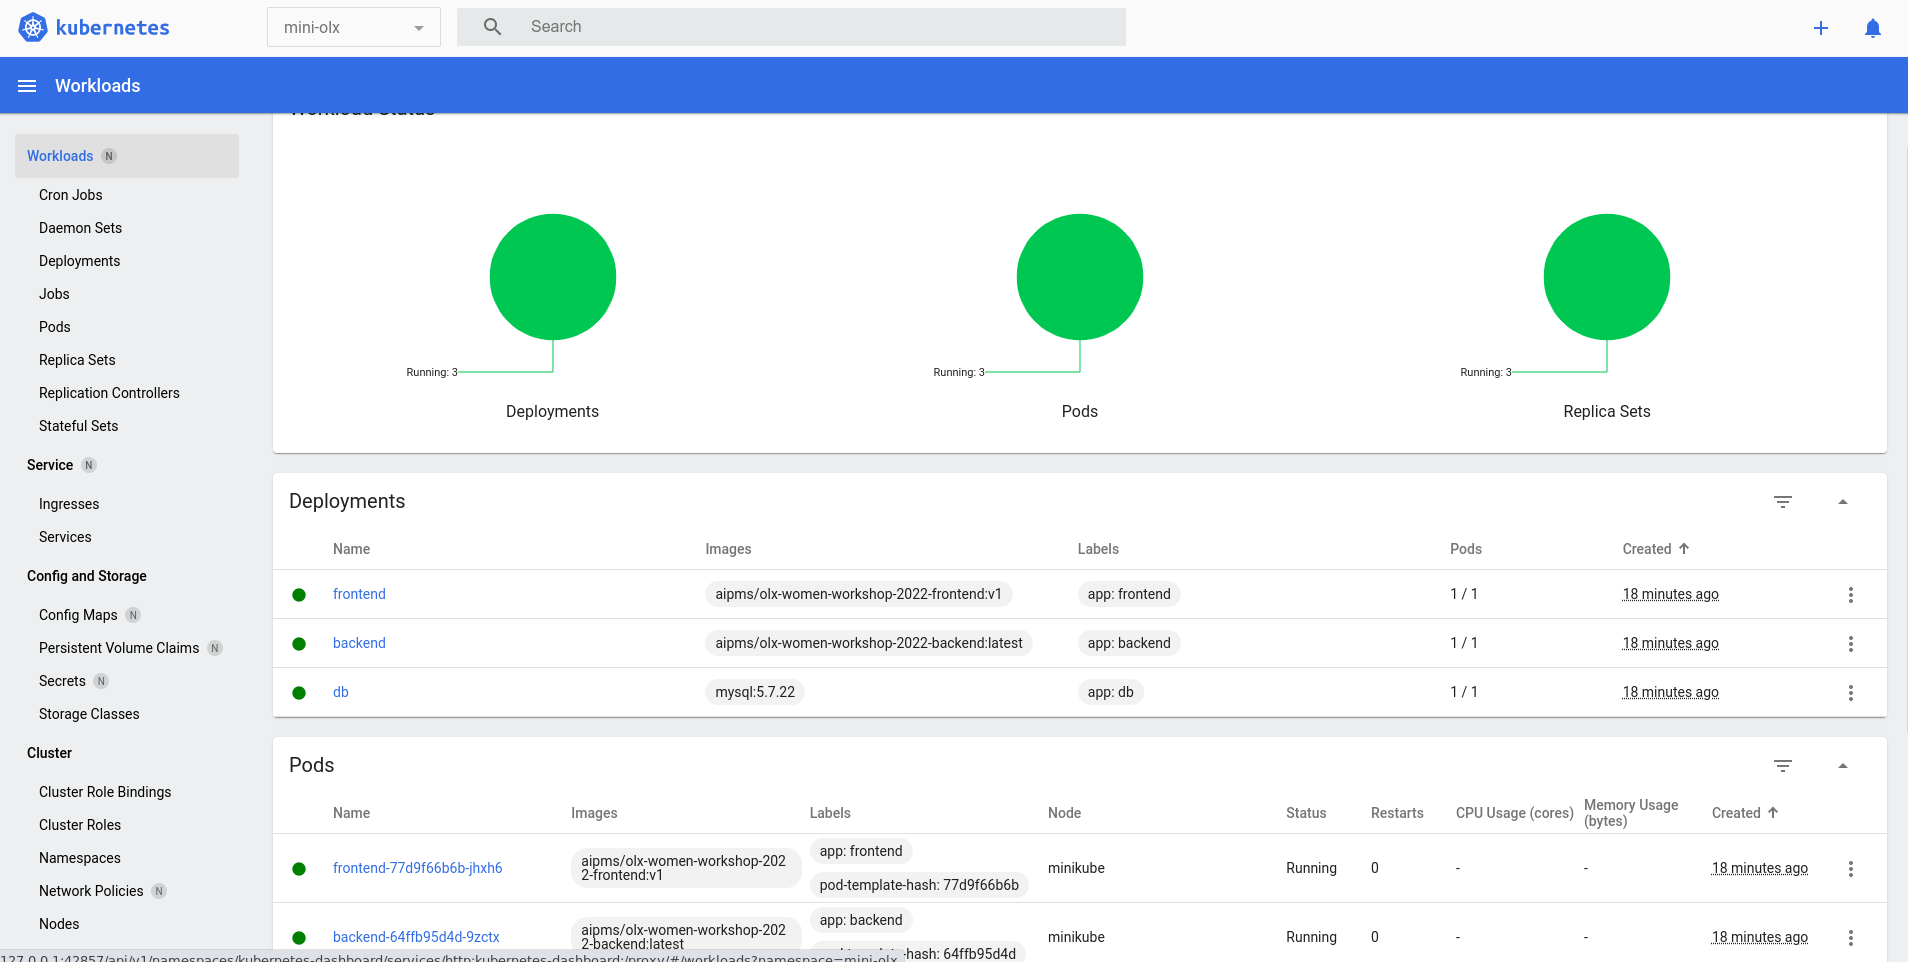 kubernetes
mini-olx
Search
Workloads
Workload Status
Workloads N
Cron Jobs
Daemon Sets
Deployments
Jobs
Pods
Replica Sets
Replication Controllers
Stateful Sets
Service N
Ingresses
Services
Config and Storage
Config Maps N
Persistent Volume Claims N
Secrets N
Storage Classes
Cluster
Cluster Role Bindings
Cluster Roles
Namespaces
Network Policies N
Nodes
Running: 3
Deployments
Running: 3
Pods
Running: 3
Replica Sets
Deployments
Name Images Labels Pods Created
frontend aipms/olx-women-workshop-2022-frontend:v1 app: frontend 1 / 1 18 minutes ago
backend aipms/olx-women-workshop-2022-backend:latest app: backend 1 / 1 18 minutes ago
db mysql:5.7.22 app: db 1 / 1 18 minutes ago
Pods
Name Images Labels Node Status Restarts CPU Usage (cores) Memory Usage
(bytes) Created
app: frontend
frontend-77d9f66b6b-jhxh6 aipms/olx-women-workshop-202
2-frontend:v1 minikube Running 0 - - 18 minutes ago
pod-template-hash: 77d9f66b6b
app: backend
backend-64ffb95d4d-9zctx aipms/olx-women-workshop-202
2-backend:latest minikube Running 0 - - 18 minutes ago
-hash: 64ffb95d4d
127.0.0.1:42857/api/v1/namespaces/kubernetes-dashboard/services/http:kubernetes-dashboard:/proxy/#/workloads?namespace=mini-olx